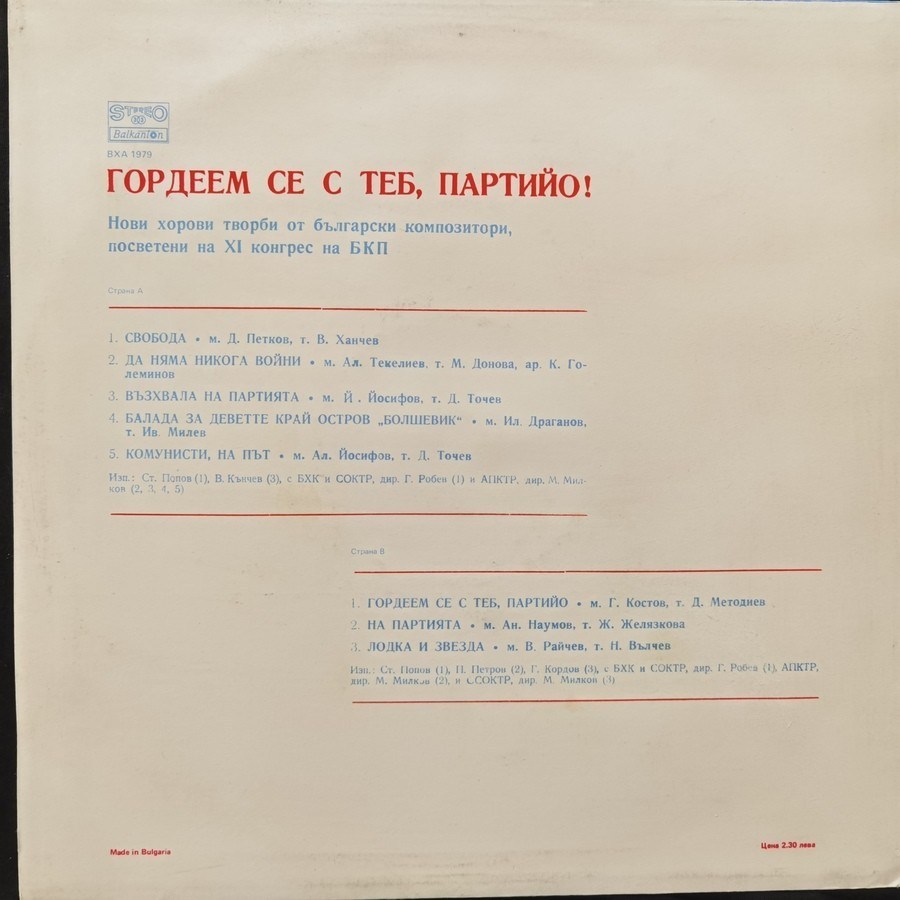 STEREO
Balkanton
ВХА 1979
ГОРДЕЕМ СЕ С ТЕБ, ПАРТИЙО!
Нови хорови творби от български композитори,
посветени на XI конгрес на БКП
Страна А
1. СВОБОДА • м. Д. Петков, т. В. Ханчев
2. ДА НЯМА НИКОГА ВОЙНИ • м. Ал. Текелиев, т. М. Донова, ар. К. Го-
леминов
3. ВЪЗХВАЛА НА ПАРТИЯТА • м. Й. Йосифов, т. Д. Точев
4. БАЛАДА ЗА ДЕВЕТТЕ КРАЙ ОСТРОВ „БОЛШЕВИК“ • м. Ил. Драганов,
т. Ив. Милев
5. КОМУНИСТИ, НА ПЪТ • м. Ал. Йосифов, т. Д. Точев
Изп.: Ст. Попов (1), В. Кънчев (3), с БХК и СОКТР, дир. Г. Робев (1) и АПКТР, дир. М. Мил-
ков (2, 3, 4, 5)
Страна В
1. ГОРДЕЕМ СЕ С ТЕБ, ПАРТИЙО • м. Г. Костов, т. Д. Методиев
2. НА ПАРТИЯТА • м. Ан. Наумов, т. Ж. Желязкова
3. ЛОДКА И ЗВЕЗДА • м. В. Райчев, т. Н. Вълчев
Изп.: Ст. Попов (1), П. Петров (2), Г. Кордов (3), с БХК и СОКТР, дир. Г. Робев (1), АПКТР,
дир. М. Милков (2), и ССОКТР, дир. М. Милков (3)
Made in Bulgaria
Цена 2.30 лева